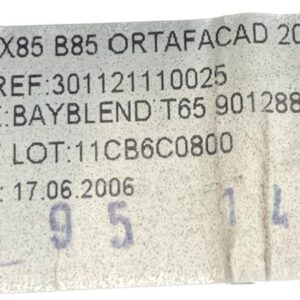 X85 B85 ORTAFACAD 20
REF:301121110025
:BAYBLEND T65 901288
LOT:11CB6C0800
: 17.06.2006
95 14